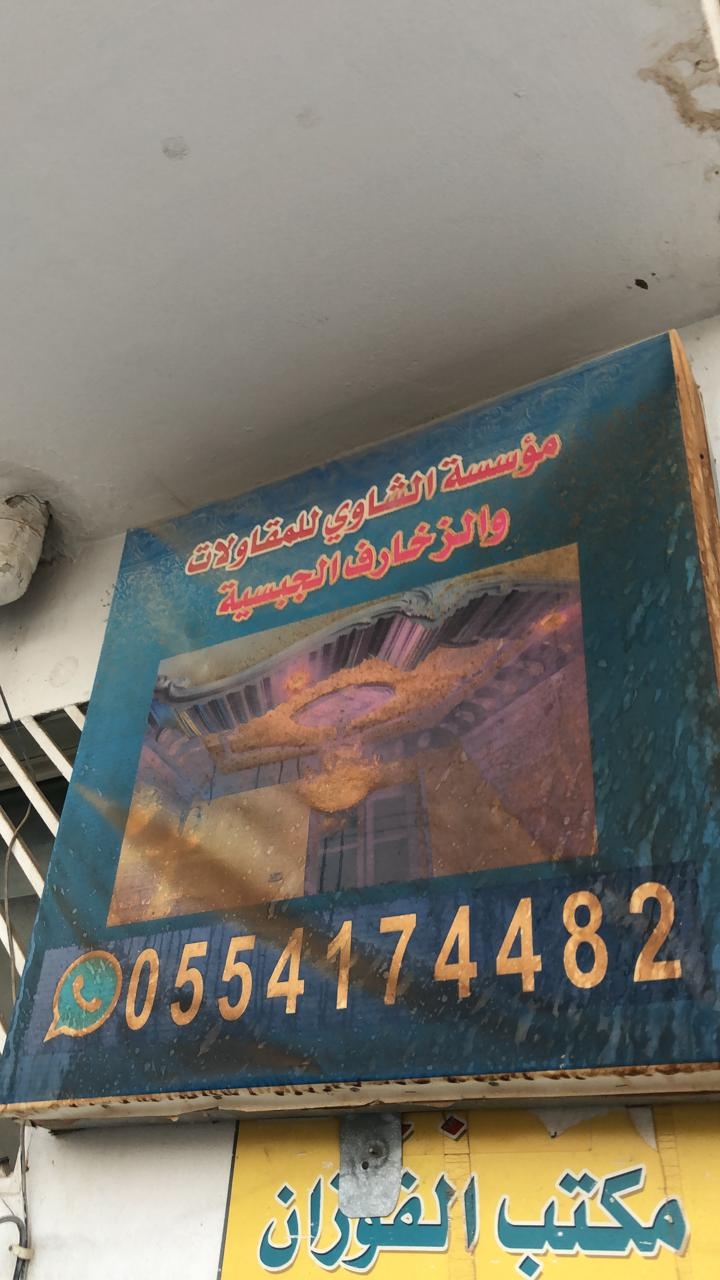 مؤسسة الشاوي للمقاولات
والزخارف الجبسية
0554174482
مكتب الفوزان